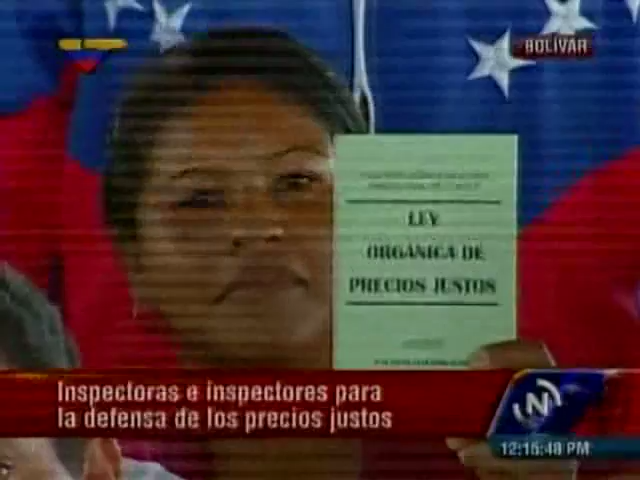 BOLÍVAR
LEY
ORGÁNICA DE
PRECIOS JUSTOS
Inspectoras e inspectores para
la defensa de los precios justos
N
12:15:48 PM